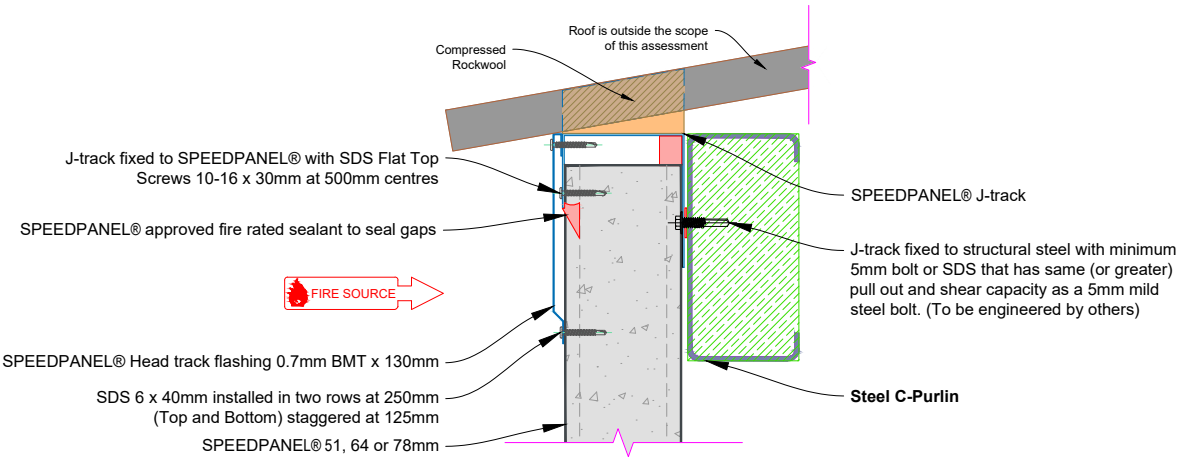 Roof is outside the scope
of this assessment
Compressed
Rockwool
J-track fixed to SPEEDPANEL® with SDS Flat Top
Screws 10-16 x 30mm at 500mm centres
SPEEDPANEL® approved fire rated sealant to seal gaps
FIRE SOURCE
SPEEDPANEL® Head track flashing 0.7mm BMT x 130mm
SDS 6 x 40mm installed in two rows at 250mm
(Top and Bottom) staggered at 125mm
SPEEDPANEL® 51, 64 or 78mm
SPEEDPANEL® J-track
J-track fixed to structural steel with minimum
5mm bolt or SDS that has same (or greater)
pull out and shear capacity as a 5mm mild
steel bolt. (To be engineered by others)
Steel C-Purlin